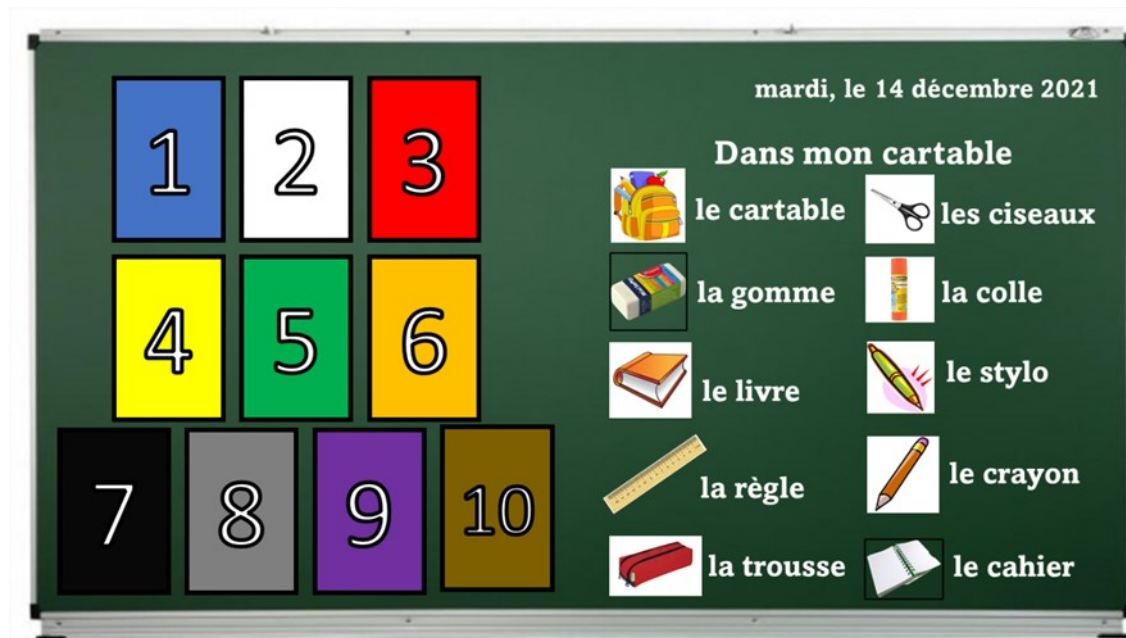 1 2 3
4 5 6
7 8 9 10
mardi, le 14 décembre 2021
Dans mon cartable
le cartable
les ciseaux
la gomme
la colle
le livre
le stylo
la règle
le crayon
la trousse
le cahier